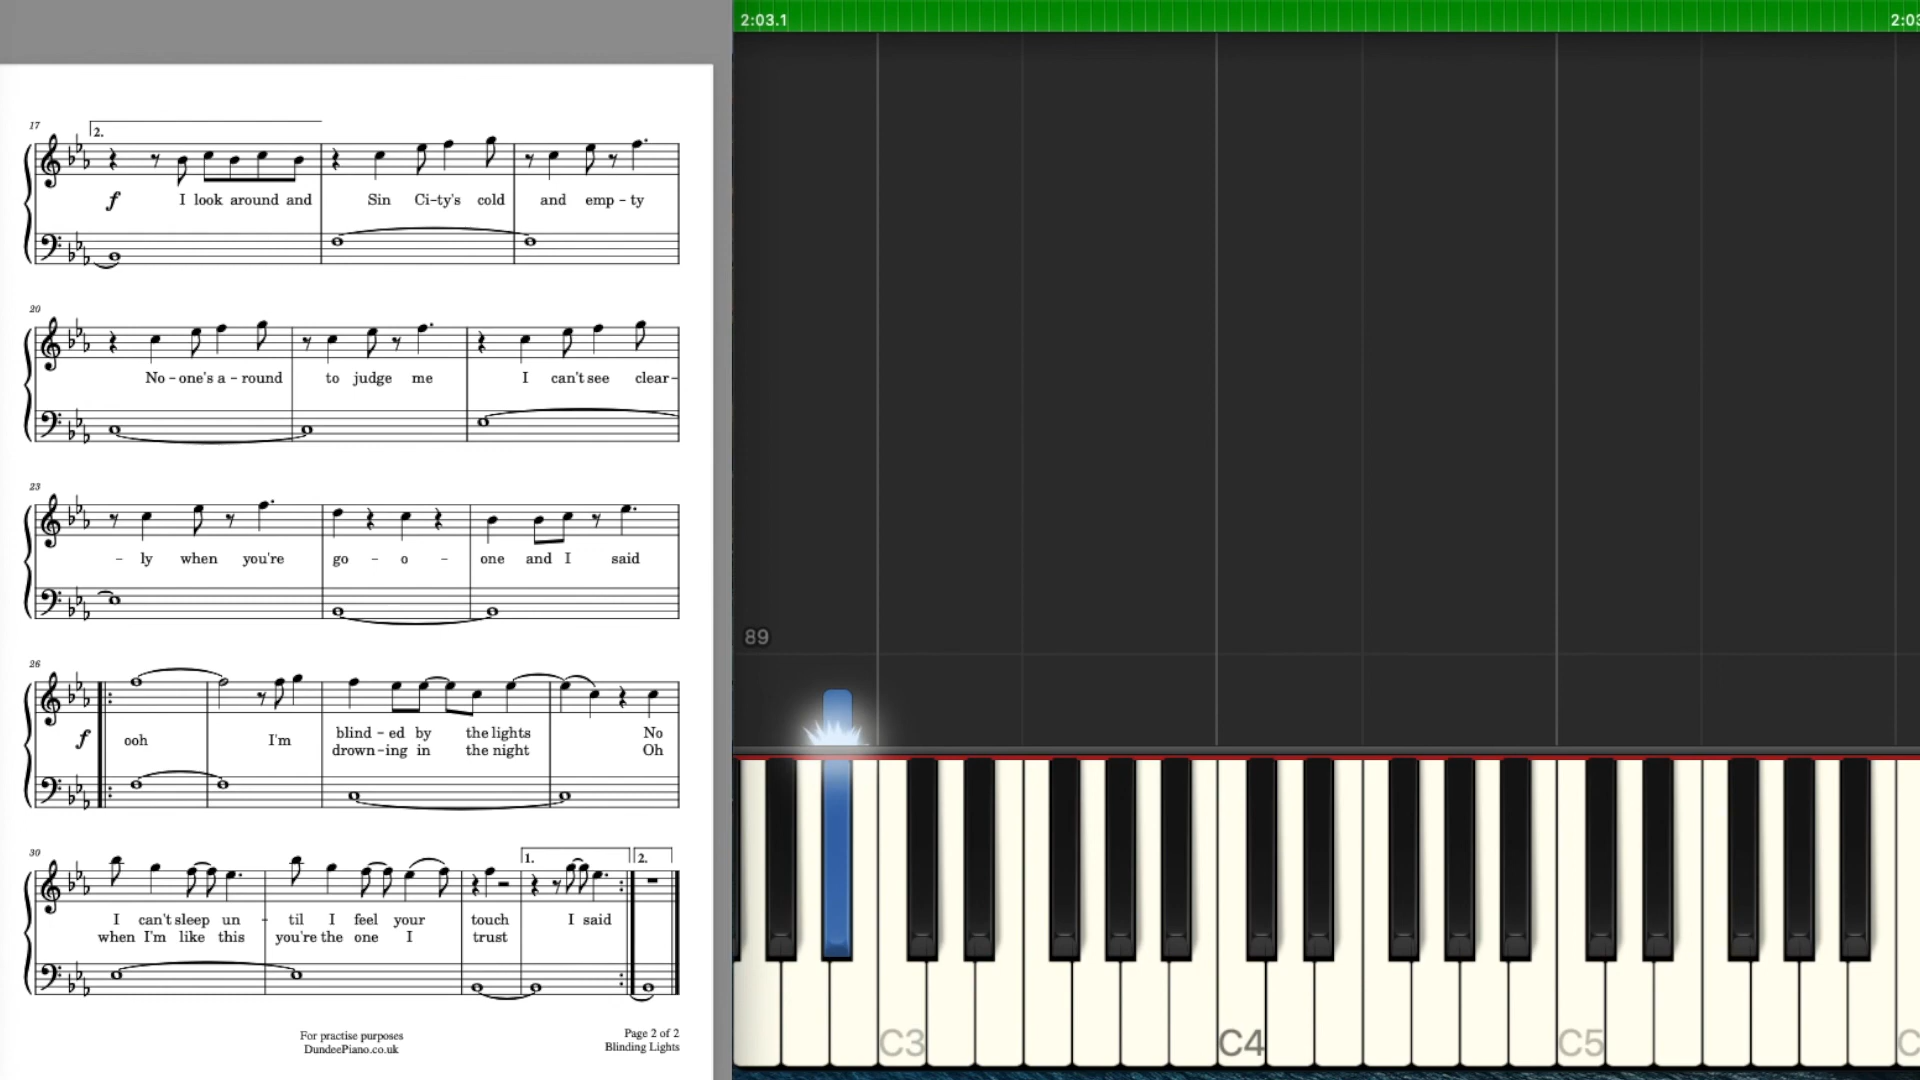 2:03.1
2:03
17
2.
f
I look around and Sin Ci-ty's cold and emp - ty
20
No - one's a - round to judge me I can't see clear-
23
- ly when you're go - o - one and I said
26
f
ooh I'm blind - ed by the lights No
drown - ing in the night Oh
30
1. 2.
I can't sleep un - til I feel your touch I said
when I'm like this you're the one I trust
For practise purposes
DundeePiano.co.uk
Page 2 of 2
Blinding Lights
89
C3 C4 C5 C